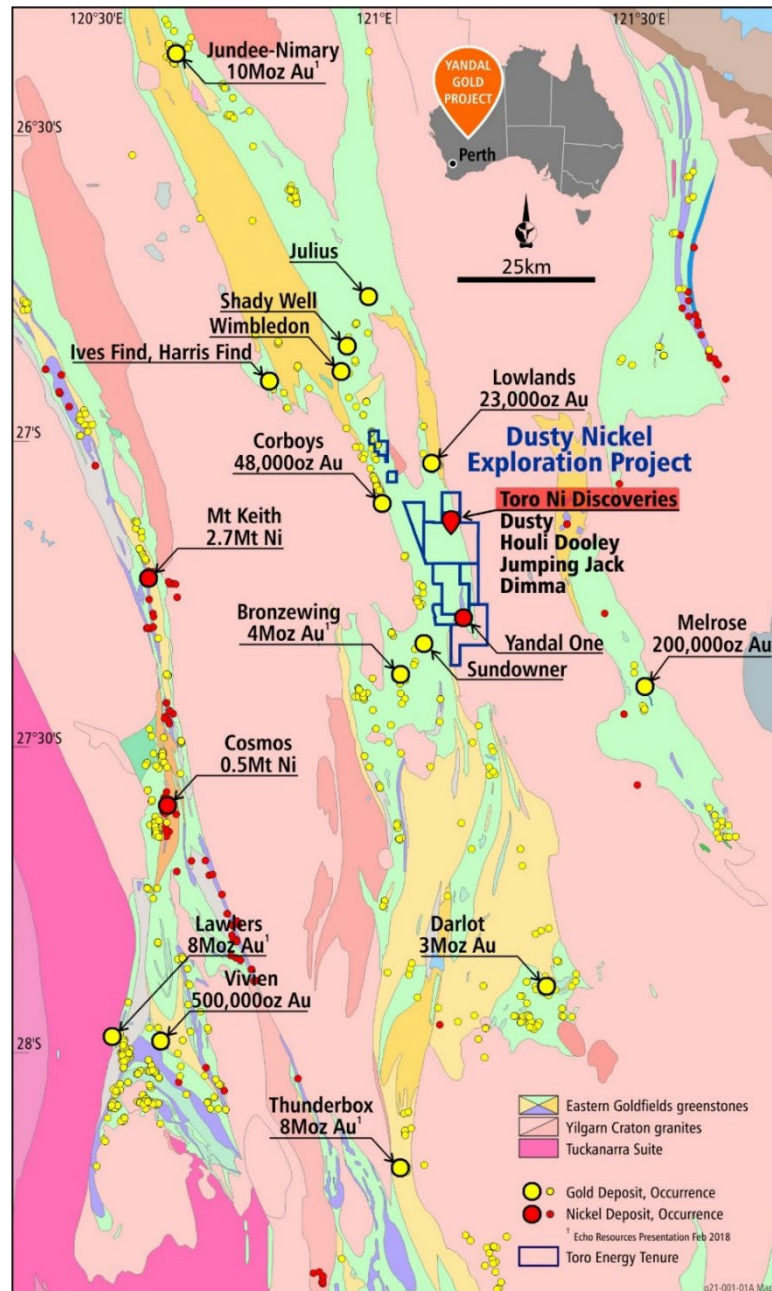 120°30'E
121°E
121°30'E
Jundee-Nimary
10Moz Au¹
YANDAL
GOLD
PROJECT
Perth
26°30'S
25km
Julius
Shady Well
Wimbledon
Ives Find, Harris Find
Lowlands
23,000oz Au
27°S
Corboys
48,000oz Au
Dusty Nickel
Exploration Project
Toro Ni Discoveries
Dusty
Houli Dooley
Jumping Jack
Dimma
Mt Keith
2.7Mt Ni
Bronzewing
4Moz Au¹
Yandal One
Sundowner
Melrose
200,000oz Au
27°30'S
Cosmos
0.5Mt Ni
Lawlers
8Moz Au¹
Vivien
500,000oz Au
Darlot
3Moz Au
28°S
Thunderbox
8Moz Au¹
Eastern Goldfields greenstones
Yilgarn Craton granites
Tuckanarra Suite
Gold Deposit, Occurrence
Nickel Deposit, Occurrence
¹ Echo Resources Presentation Feb 2018
Toro Energy Tenure
o21-001-01A Map